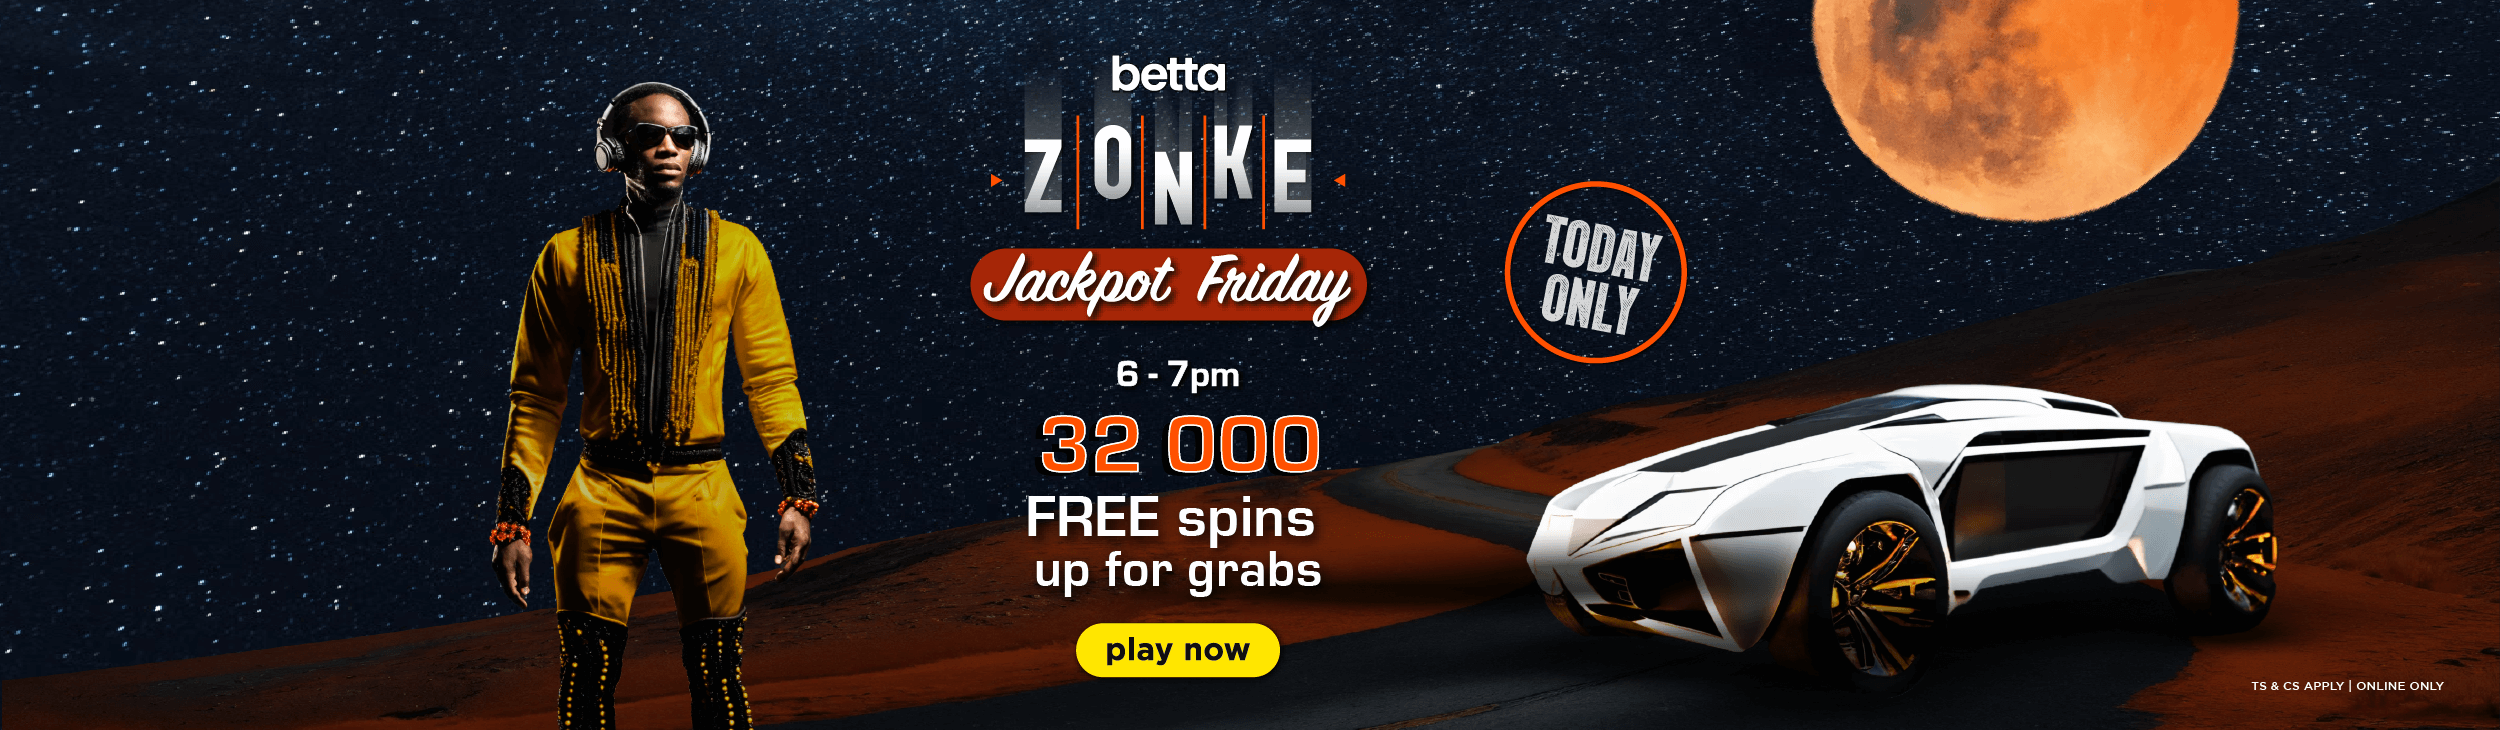 betta
ZONKE
Jackpot Friday
6 - 7pm
32 000
FREE spins
up for grabs
play now
TODAY
ONLY
TS & CS APPLY | ONLINE ONLY